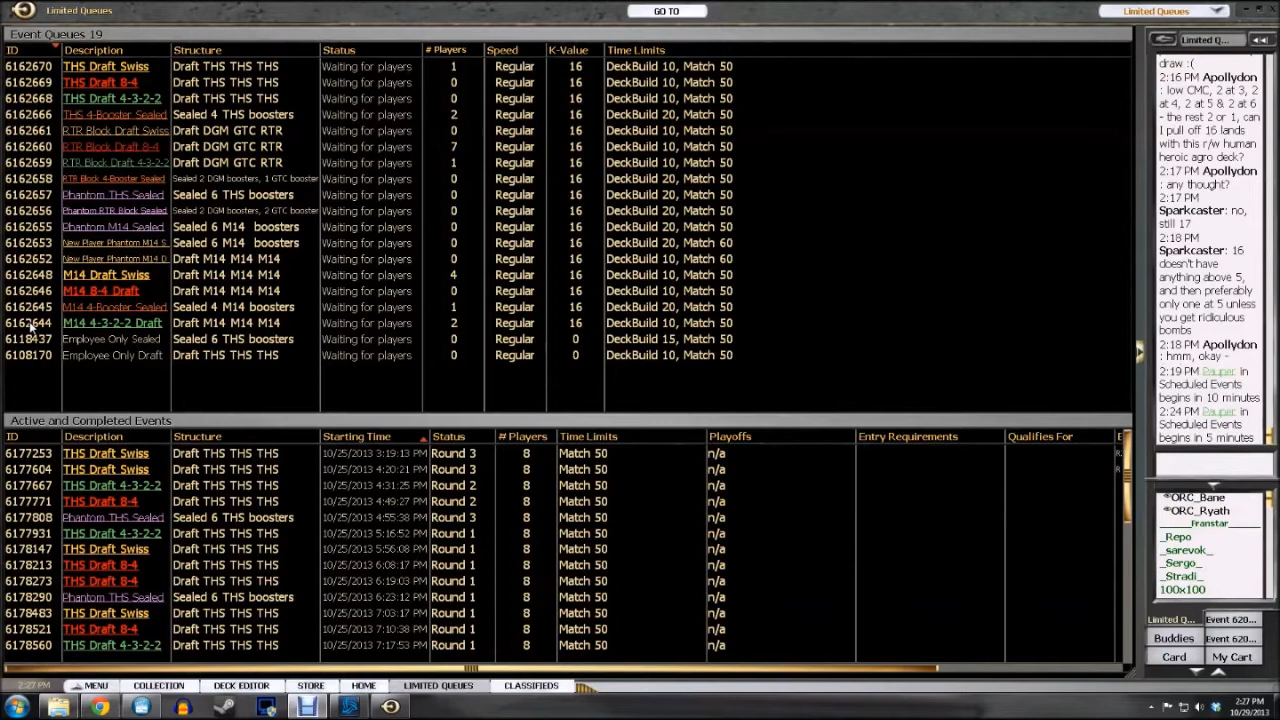 Limited Queues
GO TO
Limited Queues
Event Queues 19
ID Description Structure Status # Players Speed K-Value Time Limits
6162670 THS Draft Swiss Draft THS THS THS Waiting for players 1 Regular 16 DeckBuild 10, Match 50
6162669 THS Draft 8-4 Draft THS THS THS Waiting for players 0 Regular 16 DeckBuild 10, Match 50
6162668 THS Draft 4-3-2-2 Draft THS THS THS Waiting for players 0 Regular 16 DeckBuild 10, Match 50
6162666 THS 4-Booster Sealed Sealed 4 THS boosters Waiting for players 2 Regular 16 DeckBuild 20, Match 50
6162661 RTR Block Draft Swiss Draft DGM GTC RTR Waiting for players 0 Regular 16 DeckBuild 10, Match 50
6162660 RTR Block Draft 8-4 Draft DGM GTC RTR Waiting for players 7 Regular 16 DeckBuild 10, Match 50
6162659 RTR Block Draft 4-3-2-2 Draft DGM GTC RTR Waiting for players 1 Regular 16 DeckBuild 10, Match 50
6162658 RTR Block 4-Booster Sealed Sealed 2 DGM boosters, 1 GTC booster Waiting for players 0 Regular 16 DeckBuild 20, Match 50
6162657 Phantom THS Sealed Sealed 6 THS boosters Waiting for players 0 Regular 16 DeckBuild 20, Match 50
6162656 Phantom RTR Block Sealed Sealed 2 DGM boosters, 2 GTC booster Waiting for players 0 Regular 16 DeckBuild 20, Match 50
6162655 Phantom M14 Sealed Sealed 6 M14 boosters Waiting for players 0 Regular 16 DeckBuild 20, Match 50
6162653 New Player Phantom M14 S Sealed 6 M14 boosters Waiting for players 0 Regular 16 DeckBuild 20, Match 60
6162652 New Player Phantom M14 D Draft M14 M14 M14 Waiting for players 0 Regular 16 DeckBuild 10, Match 60
6162648 M14 Draft Swiss Draft M14 M14 M14 Waiting for players 4 Regular 16 DeckBuild 10, Match 50
6162646 M14 8-4 Draft Draft M14 M14 M14 Waiting for players 0 Regular 16 DeckBuild 10, Match 50
6162645 M14 4-Booster Sealed Sealed 4 M14 boosters Waiting for players 1 Regular 16 DeckBuild 20, Match 50
6162644 M14 4-3-2-2 Draft Draft M14 M14 M14 Waiting for players 2 Regular 16 DeckBuild 10, Match 50
6118437 Employee Only Sealed Sealed 6 THS boosters Waiting for players 0 Regular 0 DeckBuild 15, Match 50
6108170 Employee Only Draft Draft THS THS THS Waiting for players 0 Regular 0 DeckBuild 10, Match 50
Active and Completed Events
ID Description Structure Starting Time Status # Players Time Limits Playoffs Entry Requirements Qualifies For E
6177253 THS Draft Swiss Draft THS THS THS 10/25/2013 3:19:13 PM Round 3 8 Match 50 n/a
6177604 THS Draft Swiss Draft THS THS THS 10/25/2013 4:20:21 PM Round 3 8 Match 50 n/a
6177667 THS Draft 4-3-2-2 Draft THS THS THS 10/25/2013 4:31:25 PM Round 2 8 Match 50 n/a
6177771 THS Draft 8-4 Draft THS THS THS 10/25/2013 4:49:27 PM Round 2 8 Match 50 n/a
6177808 Phantom THS Sealed Sealed 6 THS boosters 10/25/2013 4:55:38 PM Round 3 8 Match 50 n/a
6177931 THS Draft 4-3-2-2 Draft THS THS THS 10/25/2013 5:16:52 PM Round 1 8 Match 50 n/a
6178147 THS Draft Swiss Draft THS THS THS 10/25/2013 5:56:08 PM Round 1 8 Match 50 n/a
6178213 THS Draft 8-4 Draft THS THS THS 10/25/2013 6:08:17 PM Round 1 8 Match 50 n/a
6178273 THS Draft 8-4 Draft THS THS THS 10/25/2013 6:19:03 PM Round 1 8 Match 50 n/a
6178290 Phantom THS Sealed Sealed 6 THS boosters 10/25/2013 6:23:12 PM Round 1 8 Match 50 n/a
6178483 THS Draft Swiss Draft THS THS THS 10/25/2013 7:03:17 PM Round 1 8 Match 50 n/a
6178521 THS Draft 8-4 Draft THS THS THS 10/25/2013 7:10:38 PM Round 1 8 Match 50 n/a
6178560 THS Draft 4-3-2-2 Draft THS THS THS 10/25/2013 7:17:53 PM Round 1 8 Match 50 n/a
Limited Q...
draw :(
2:16 PM Apollydon
: low CMC, 2 at 3, 2
at 4, 2 at 5 & 2 at 6
- the rest 2 or 1, can
I pull off 16 lands
with this r/w human
heroic agro deck?
2:17 PM Apollydon
: any thought?
2:17 PM
Sparkcaster: no,
still 17
2:18 PM
Sparkcaster: 16
doesn't have
anything above 5,
and then preferably
only one at 5 unless
you get ridiculous
bombs
2:18 PM Apollydon
: hmm, okay -
2:19 PM Pauper in
Scheduled Events
begins in 10 minutes
2:24 PM Pauper in
Scheduled Events
begins in 5 minutes
*ORC_Bane
*ORC_Ryath
______Franstar______
_Repo
_sarevok_
_Sergo_
_Stradi_
100x100
Limited Q... Event 620...
Buddies Event 620...
Card My Cart
2:27 PM MENU COLLECTION DECK EDITOR STORE HOME LIMITED QUEUES CLASSIFIEDS
2:27 PM
10/29/2013